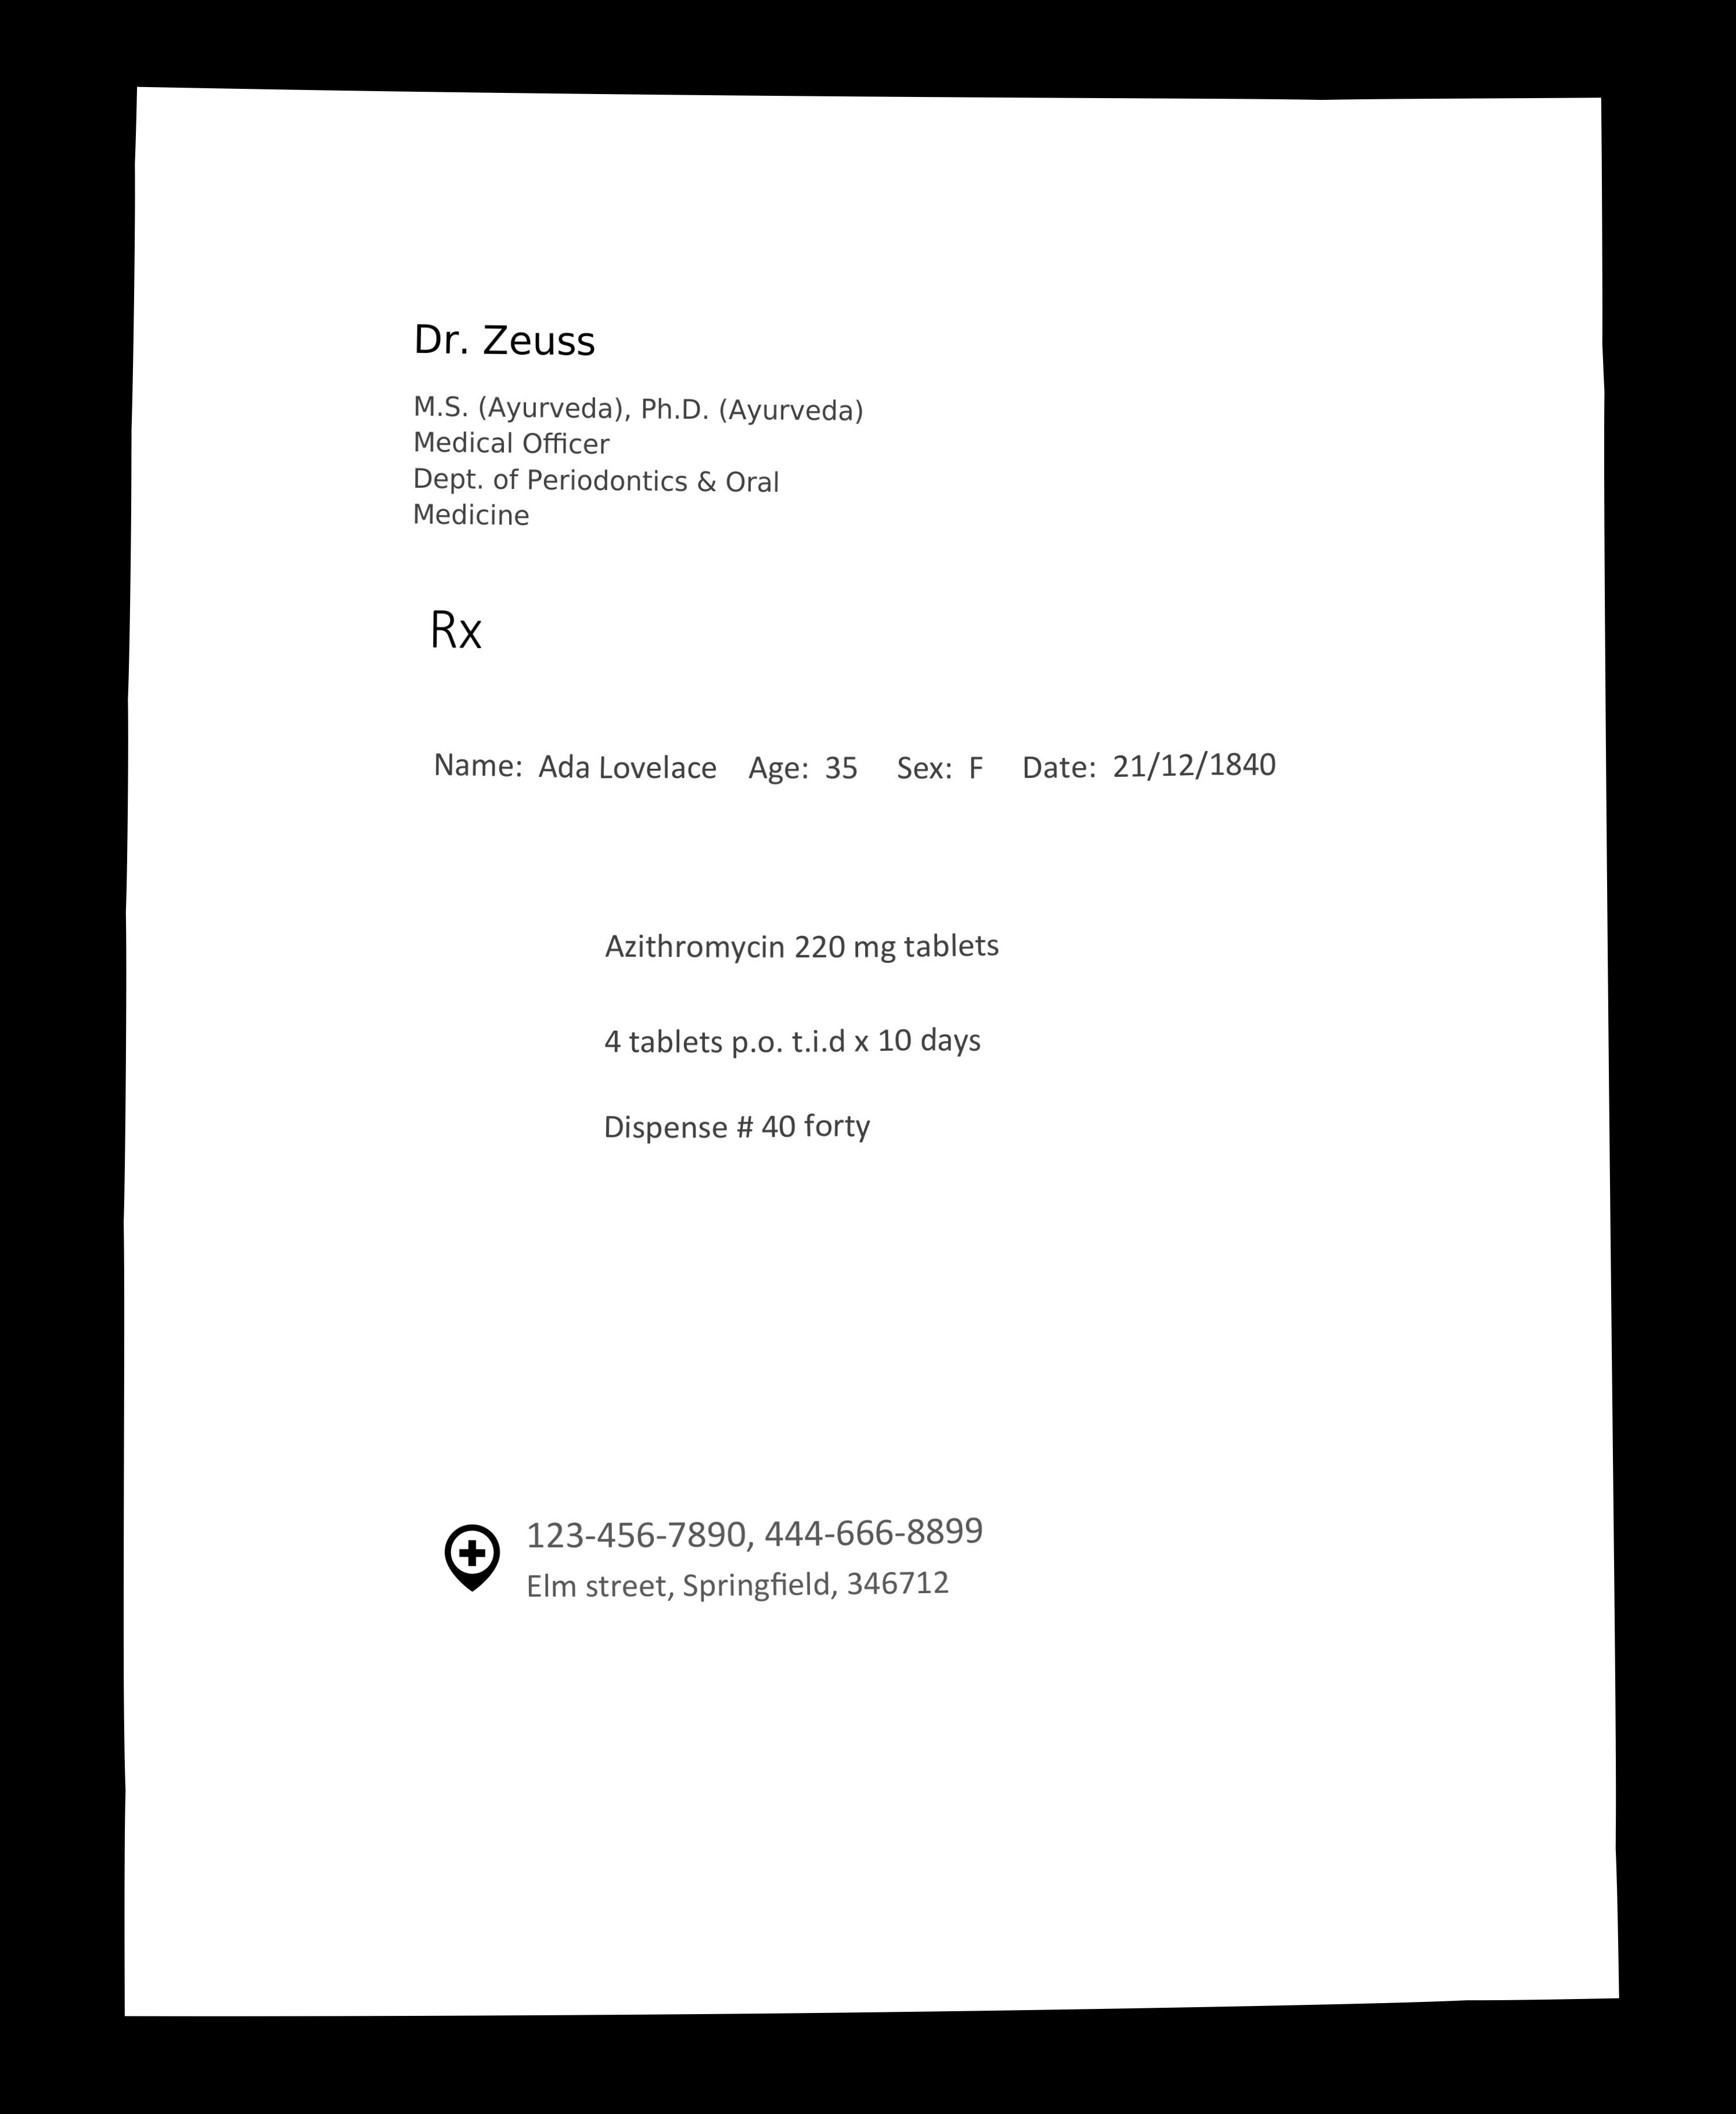 Dr. Zeuss
M.S. (Ayurveda), Ph.D. (Ayurveda)
Medical Officer
Dept. of Periodontics & Oral
Medicine
Rx
Name: Ada Lovelace Age: 35 Sex: F Date: 21/12/1840
Azithromycin 220 mg tablets
4 tablets p.o. t.i.d x 10 days
Dispense # 40 forty
123-456-7890, 444-666-8899
Elm street, Springfield, 346712